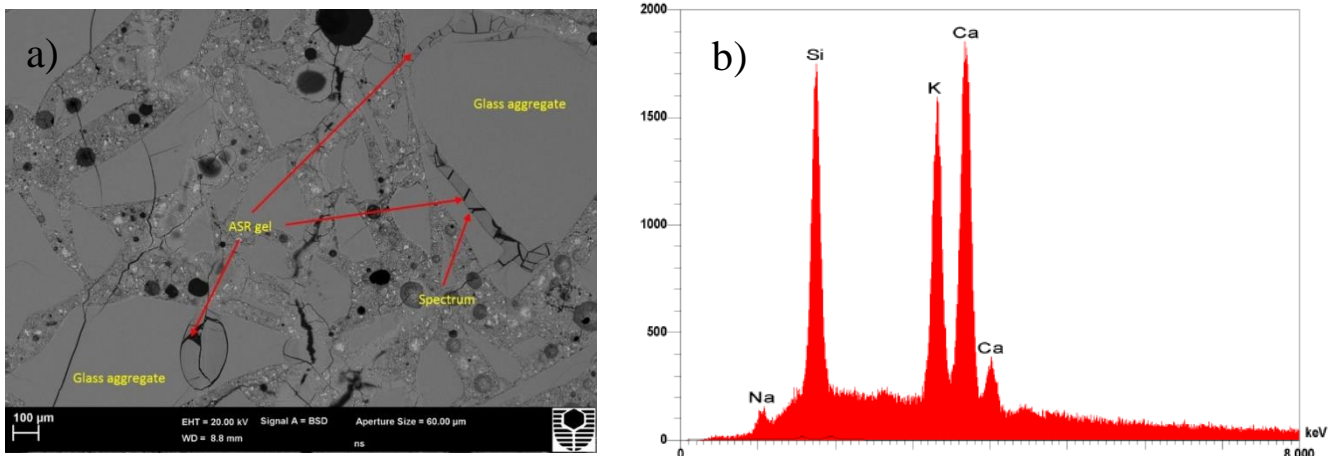 a)
Glass aggregate
ASR gel
Spectrum
Glass aggregate
100 µm
EHT = 20.00 kV Signal A = BSD Aperture Size = 60.00 µm
WD = 8.8 mm ns
b)
2000
1500
1000
500
0
Si
K
Ca
Ca
Na
keV
0
8.000